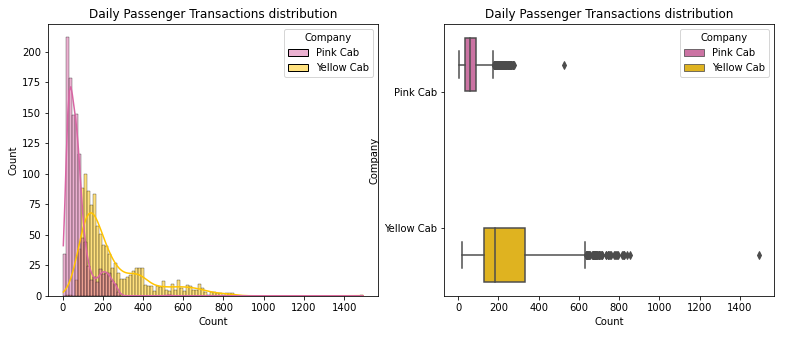 Daily Passenger Transactions distribution
Company
Pink Cab
Yellow Cab
200
175
150
125
100
75
50
25
0
Count
0
200
400
600
800
1000
1200
1400
Count
Daily Passenger Transactions distribution
Company
Pink Cab
Yellow Cab
Pink Cab
Yellow Cab
Company
0
200
400
600
800
1000
1200
1400
Count